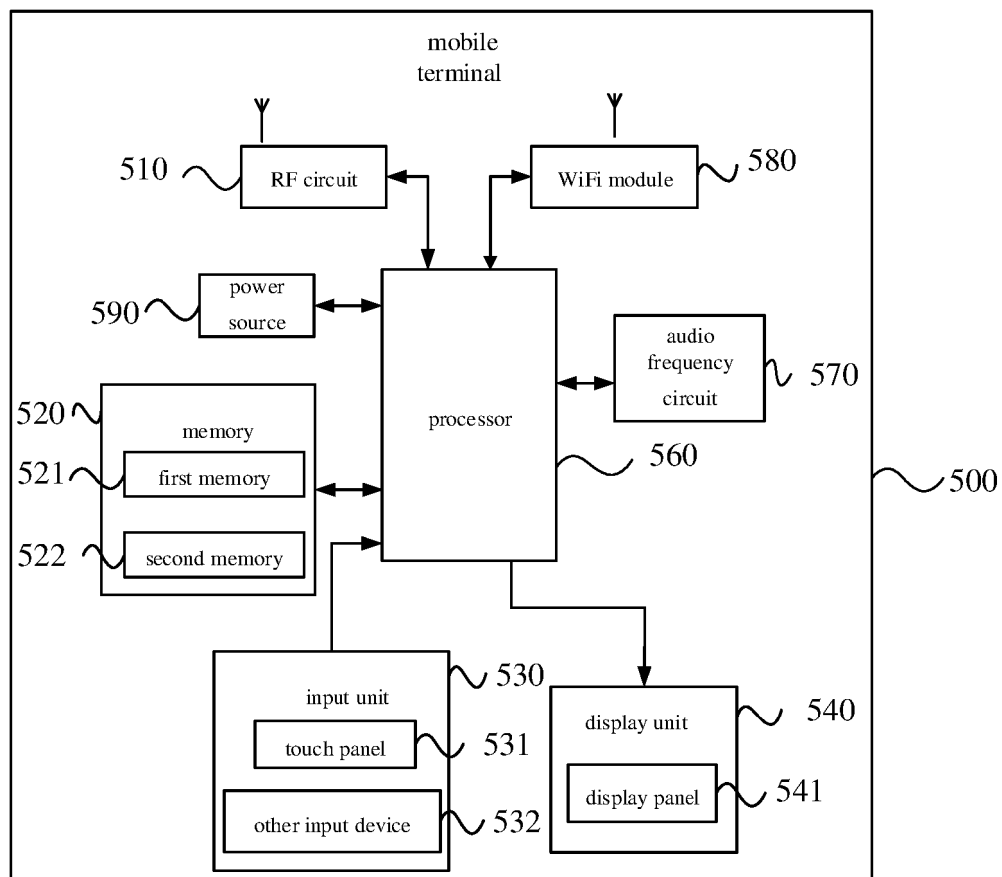 mobile
terminal
510
RF circuit
WiFi module
580
590
power
source
audio
frequency
circuit
570
520
memory
processor
521
first memory
560
500
522
second memory
530
input unit
540
display unit
touch panel
531
display panel
541
other input device
532